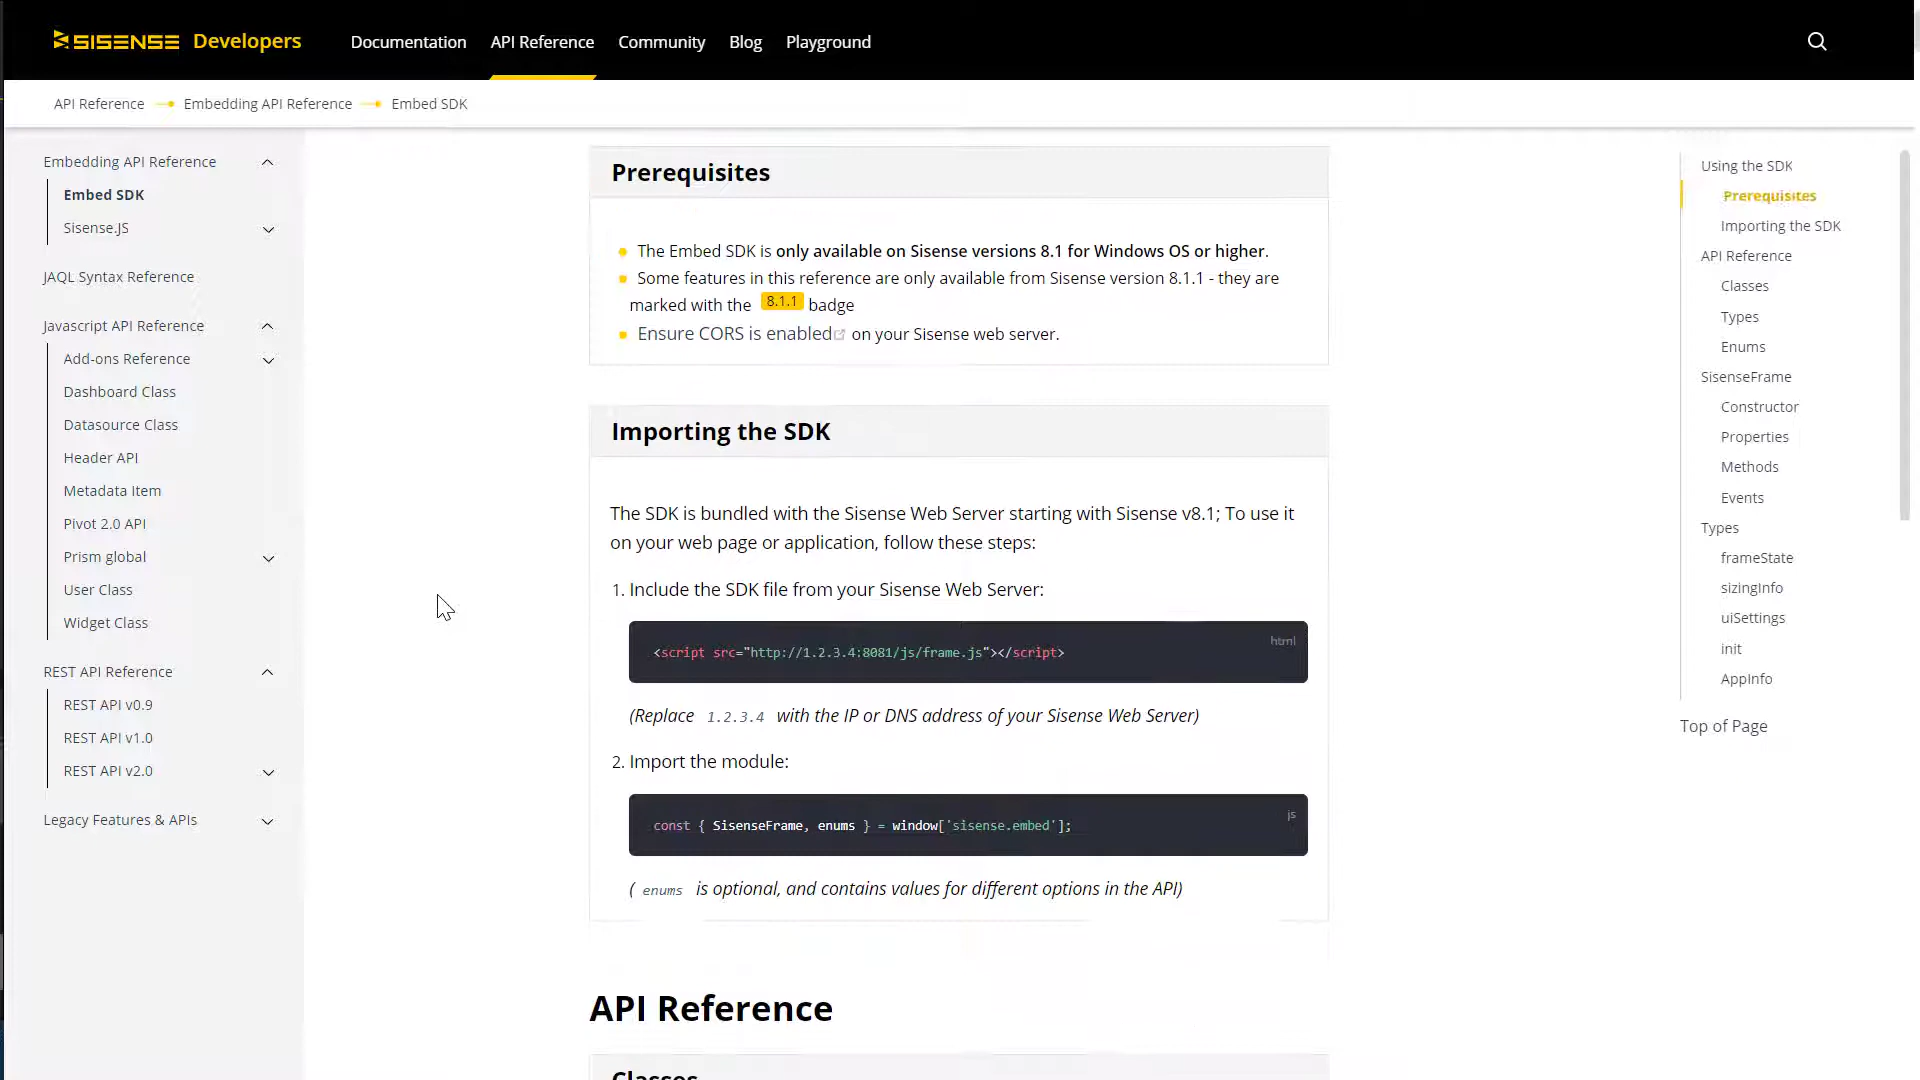 SISENSE Developers
Documentation
API Reference
Community
Blog
Playground
API Reference
Embedding API Reference
Embed SDK
Embedding API Reference
Embed SDK
Sisense.JS
JAQL Syntax Reference
Javascript API Reference
Add-ons Reference
Dashboard Class
Datasource Class
Header API
Metadata Item
Pivot 2.0 API
Prism global
User Class
Widget Class
REST API Reference
REST API v0.9
REST API v1.0
REST API v2.0
Legacy Features & APIs
Prerequisites
The Embed SDK is only available on Sisense versions 8.1 for Windows OS or higher.
Some features in this reference are only available from Sisense version 8.1.1 - they are
marked with the 8.1.1 badge
Ensure CORS is enabled on your Sisense web server.
Importing the SDK
The SDK is bundled with the Sisense Web Server starting with Sisense v8.1; To use it
on your web page or application, follow these steps:
1. Include the SDK file from your Sisense Web Server:
html
<script src="http://1.2.3.4:8081/js/frame.js"></script>
(Replace 1.2.3.4 with the IP or DNS address of your Sisense Web Server)
2. Import the module:
js
const { SisenseFrame, enums } = window['sisense.embed'];
( enums is optional, and contains values for different options in the API)
API Reference
Classes
Using the SDK
Prerequisites
Importing the SDK
API Reference
Classes
Types
Enums
SisenseFrame
Constructor
Properties
Methods
Events
Types
frameState
sizingInfo
uiSettings
init
AppInfo
Top of Page